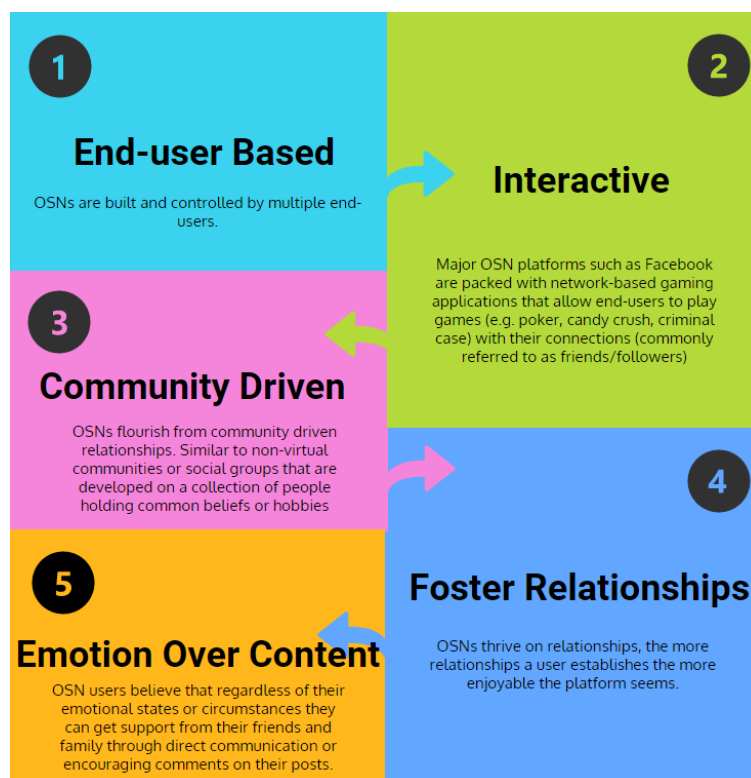 1
End-user Based
OSNs are built and controlled by multiple end-
users.
2
Interactive
Major OSN platforms such as Facebook
are packed with network-based gaming
applications that allow end-users to play
games (e.g. poker, candy crush, criminal
case) with their connections (commonly
referred to as friends/followers)
3
Community Driven
OSNs flourish from community driven
relationships. Similar to non-virtual
communities or social groups that are
developed on a collection of people
holding common beliefs or hobbies
4
Foster Relationships
OSNs thrive on relationships, the more
relationships a user establishes the more
enjoyable the platform seems.
5
Emotion Over Content
OSN users believe that regardless of their
emotional states or circumstances they
can get support from their friends and
family through direct communication or
encouraging comments on their posts.